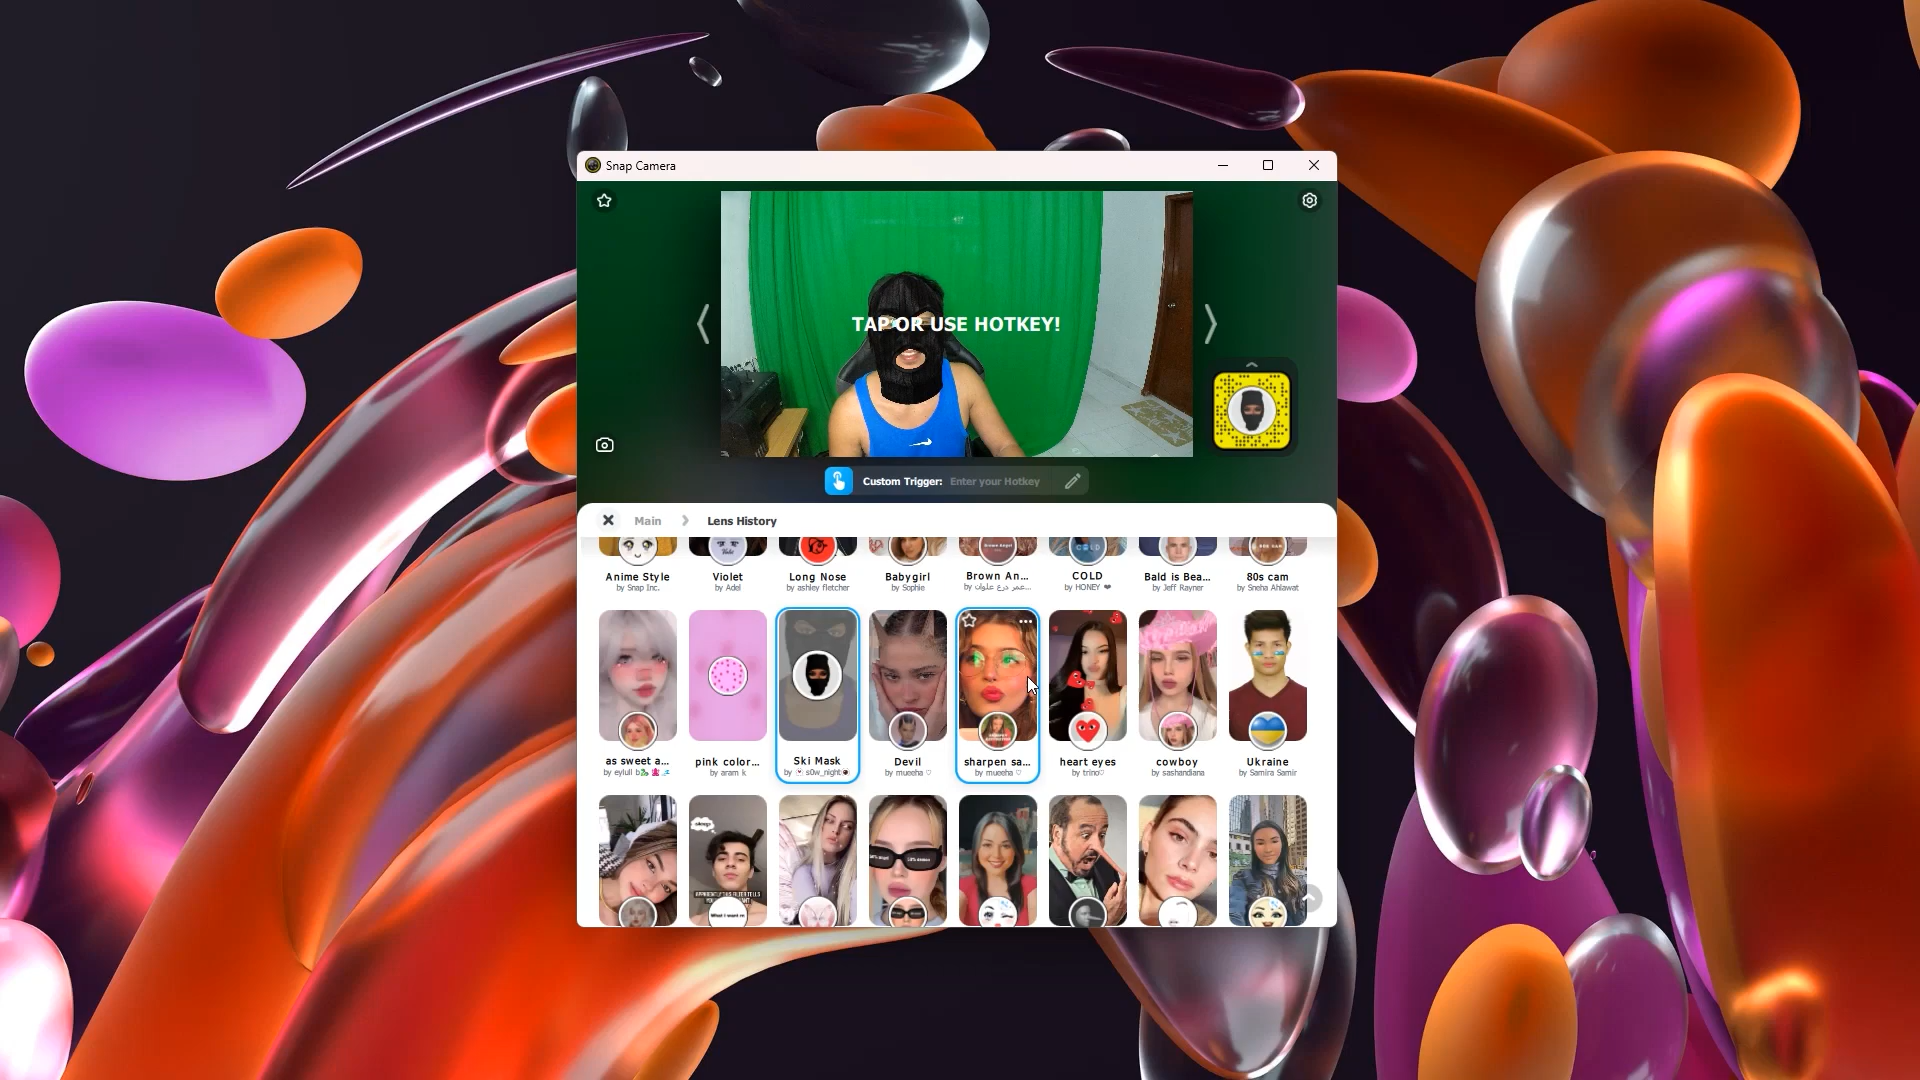 Snap Camera
TAP OR USE HOTKEY!
Custom Trigger: Enter your Hotkey
Main
Lens History
Anime Style
by Snap Inc.
Violet
by Adel
Long Nose
by ashley fletcher
Babygirl
by Sophie
Brown An...
COLD
by HONEY ❤
Bald is Bea...
by Jeff Rayner
80s cam
by Sneha Ahlawat
as sweet a...
pink color...
by aram k
Ski Mask
Devil
by mueeha ♡
sharpen sa...
by mueeha ♡
heart eyes
by trino♡
cowboy
by sashandiana
Ukraine
by Samira Samir